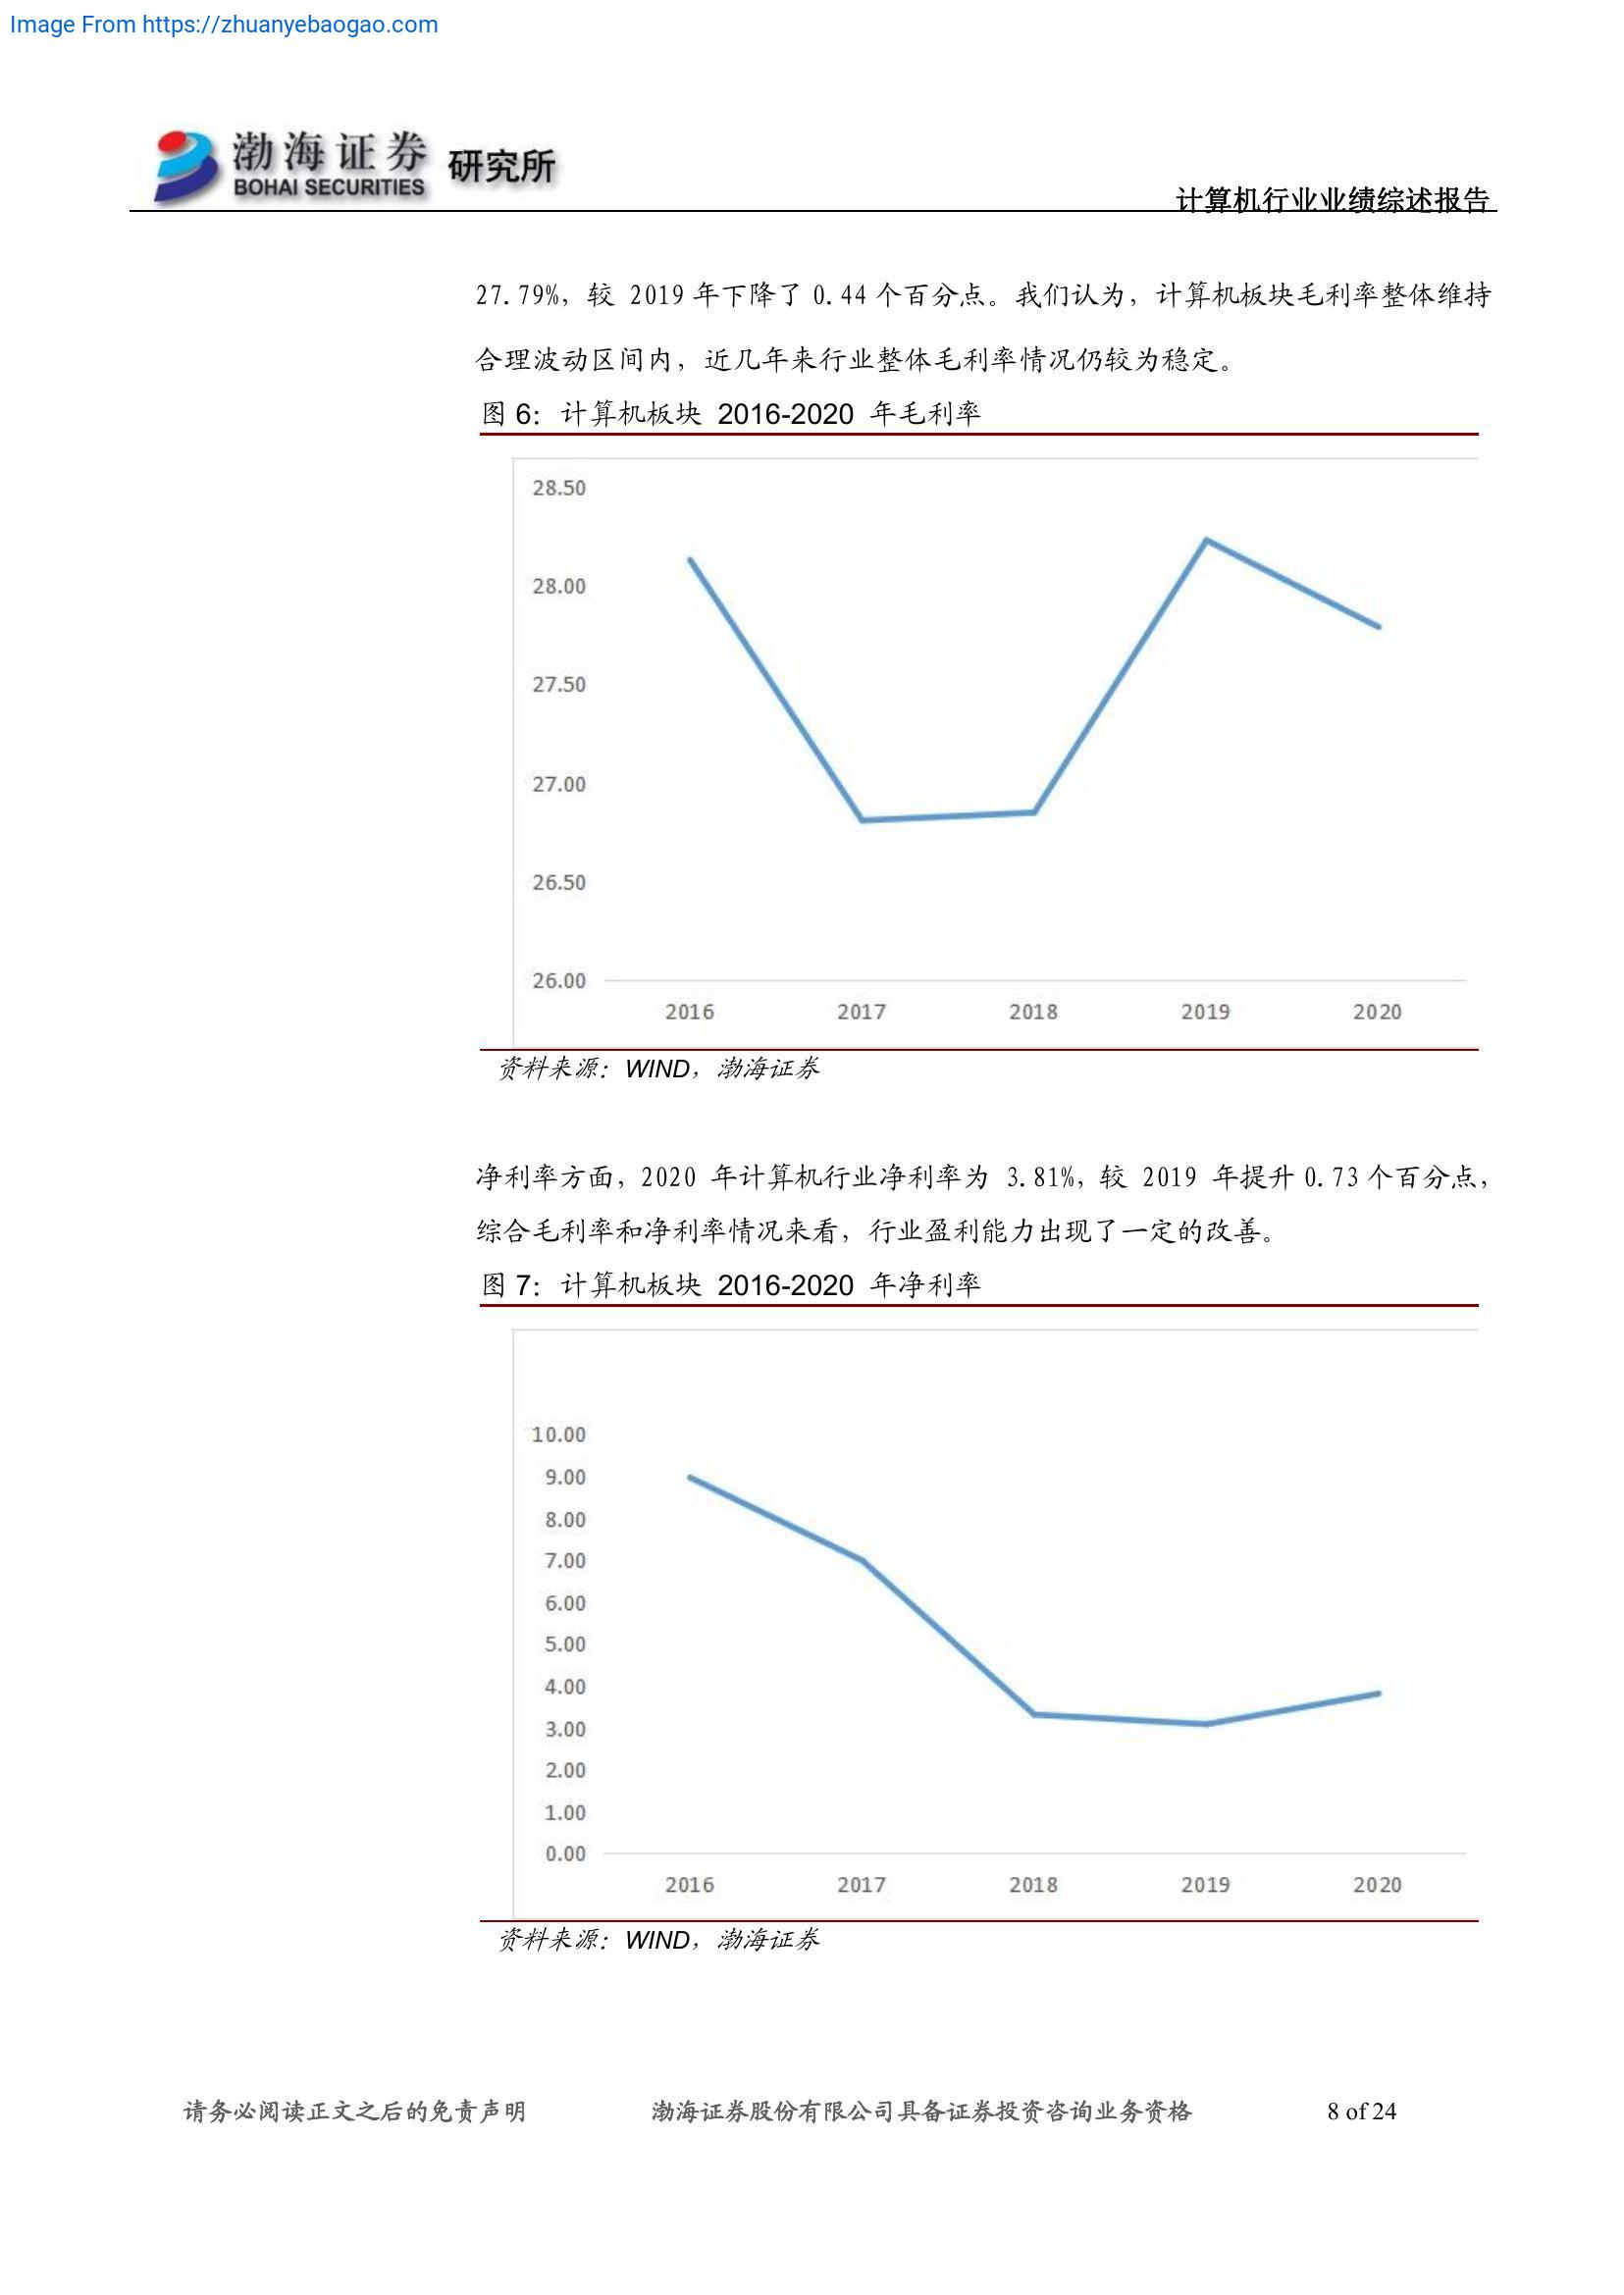 Image From https://zhuanyebaogao.com
渤海证券 研究所
BOHAI SECURITIES
计算机行业业绩综述报告
27.79%，较 2019 年下降了 0.44 个百分点。我们认为，计算机板块毛利率整体维持
合理波动区间内，近几年来行业整体毛利率情况仍较为稳定。
图 6：计算机板块 2016-2020 年毛利率
28.50
28.00
27.50
27.00
26.50
26.00
2016 2017 2018 2019 2020
资料来源：WIND，渤海证券
净利率方面，2020 年计算机行业净利率为 3.81%，较 2019 年提升 0.73 个百分点，
综合毛利率和净利率情况来看，行业盈利能力出现了一定的改善。
图 7：计算机板块 2016-2020 年净利率
10.00
9.00
8.00
7.00
6.00
5.00
4.00
3.00
2.00
1.00
0.00
2016 2017 2018 2019 2020
资料来源：WIND，渤海证券
请务必阅读正文之后的免责声明 渤海证券股份有限公司具备证券投资咨询业务资格 8 of 24